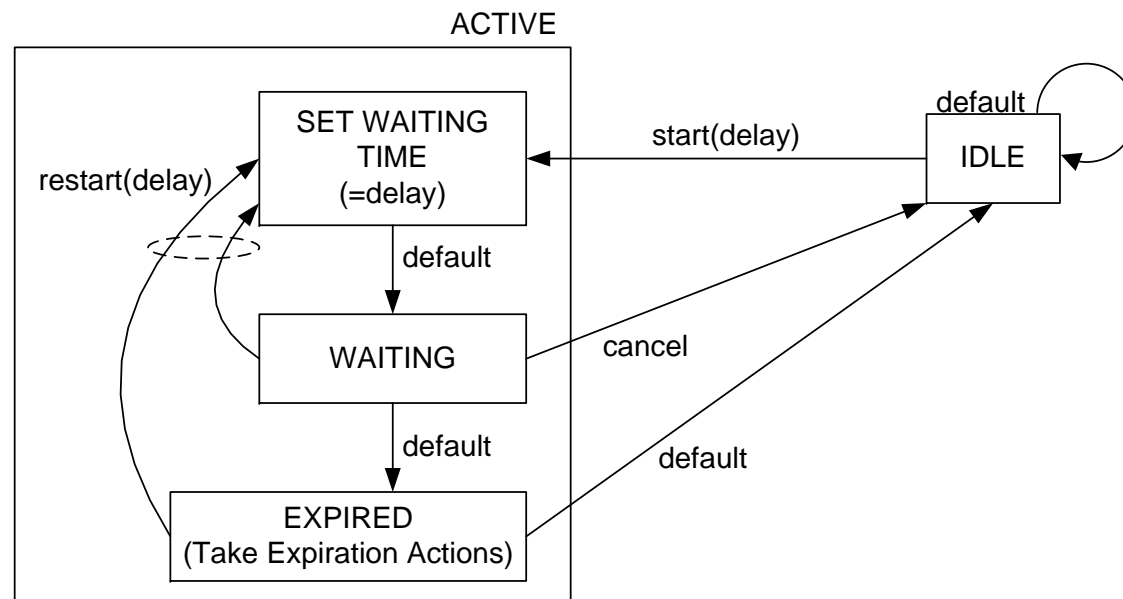 ACTIVE
SET WAITING
TIME
(=delay)
start(delay)
default
IDLE
restart(delay)
default
WAITING
cancel
default
default
EXPIRED
(Take Expiration Actions)